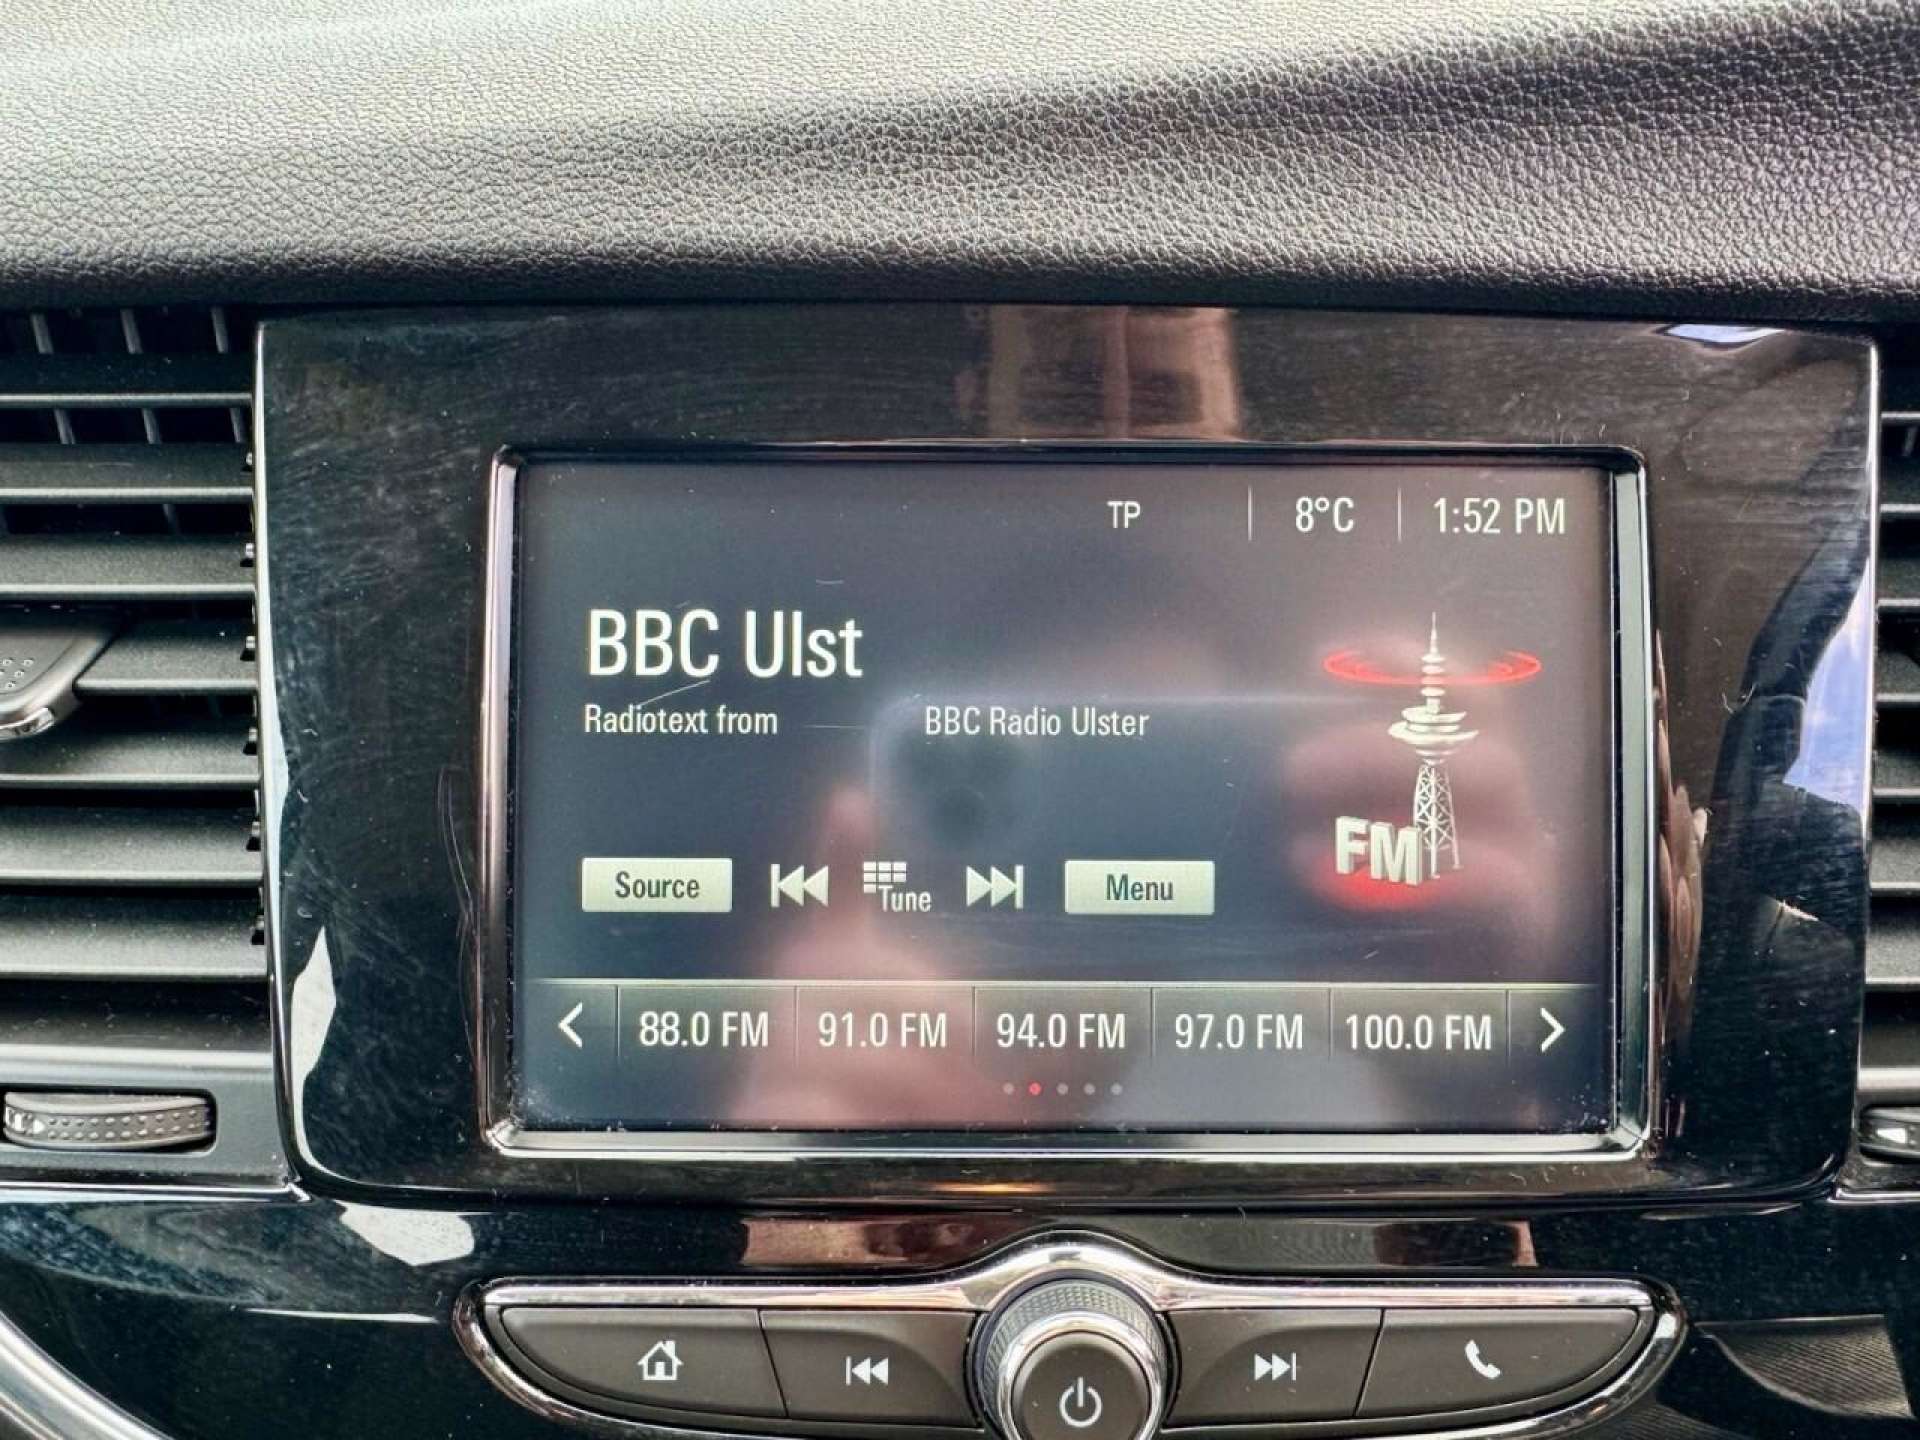 TP 8°C 1:52 PM
BBC Ulst
Radiotext from BBC Radio Ulster
FM
Source Tune Menu
88.0 FM 91.0 FM 94.0 FM 97.0 FM 100.0 FM